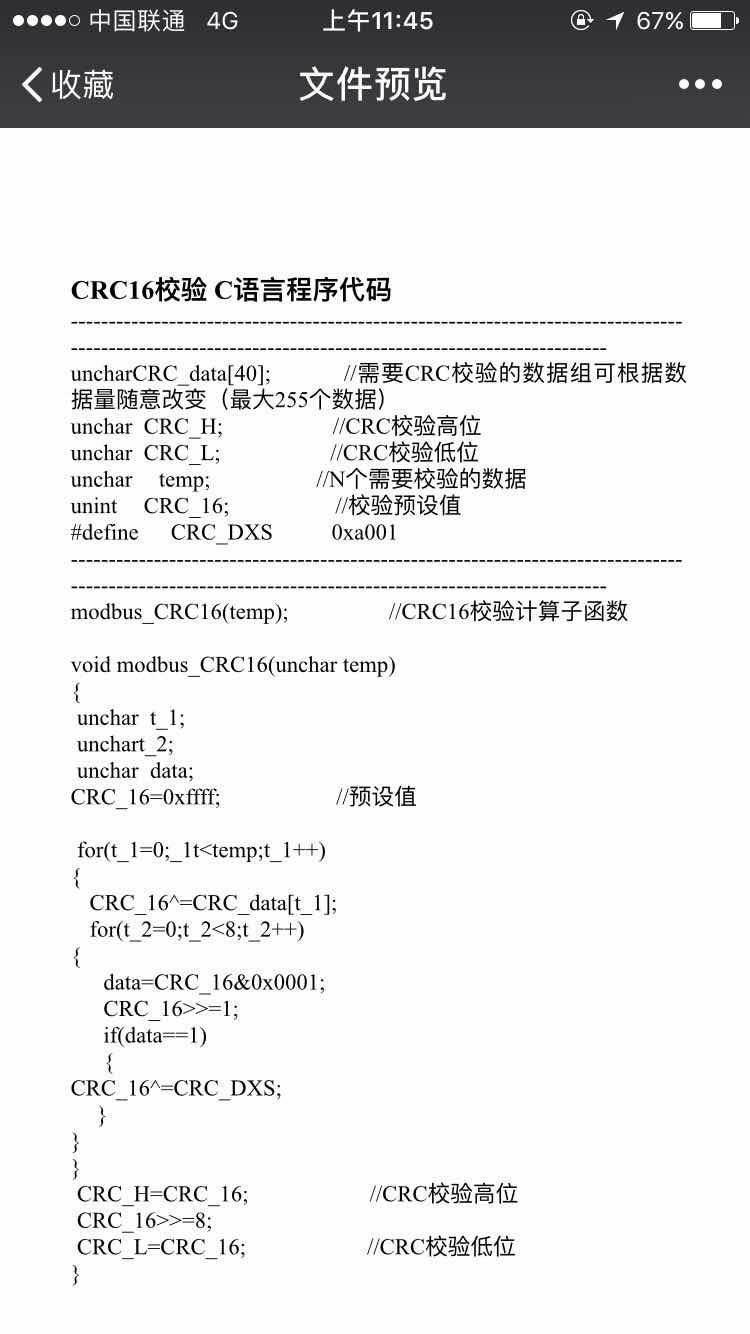 中国联通 4G 上午11:45 67%
收藏 文件预览
CRC16校验 C语言程序代码
--------------------------------------------------------------------------------
----------------------------------------------------------------------
uncharCRC_data[40]; //需要CRC校验的数据组可根据数
据量随意改变（最大255个数据）
unchar CRC_H; //CRC校验高位
unchar CRC_L; //CRC校验低位
unchar temp; //N个需要校验的数据
unint CRC_16; //校验预设值
#define CRC_DXS 0xa001
--------------------------------------------------------------------------------
----------------------------------------------------------------------
modbus_CRC16(temp); //CRC16校验计算子函数
void modbus_CRC16(unchar temp)
{
unchar t_1;
unchart_2;
unchar data;
CRC_16=0xffff; //预设值
for(t_1=0;_1t<temp;t_1++)
{
CRC_16^=CRC_data[t_1];
for(t_2=0;t_2<8;t_2++)
{
data=CRC_16&0x0001;
CRC_16>>=1;
if(data==1)
{
CRC_16^=CRC_DXS;
}
}
}
CRC_H=CRC_16; //CRC校验高位
CRC_16>>=8;
CRC_L=CRC_16; //CRC校验低位
}